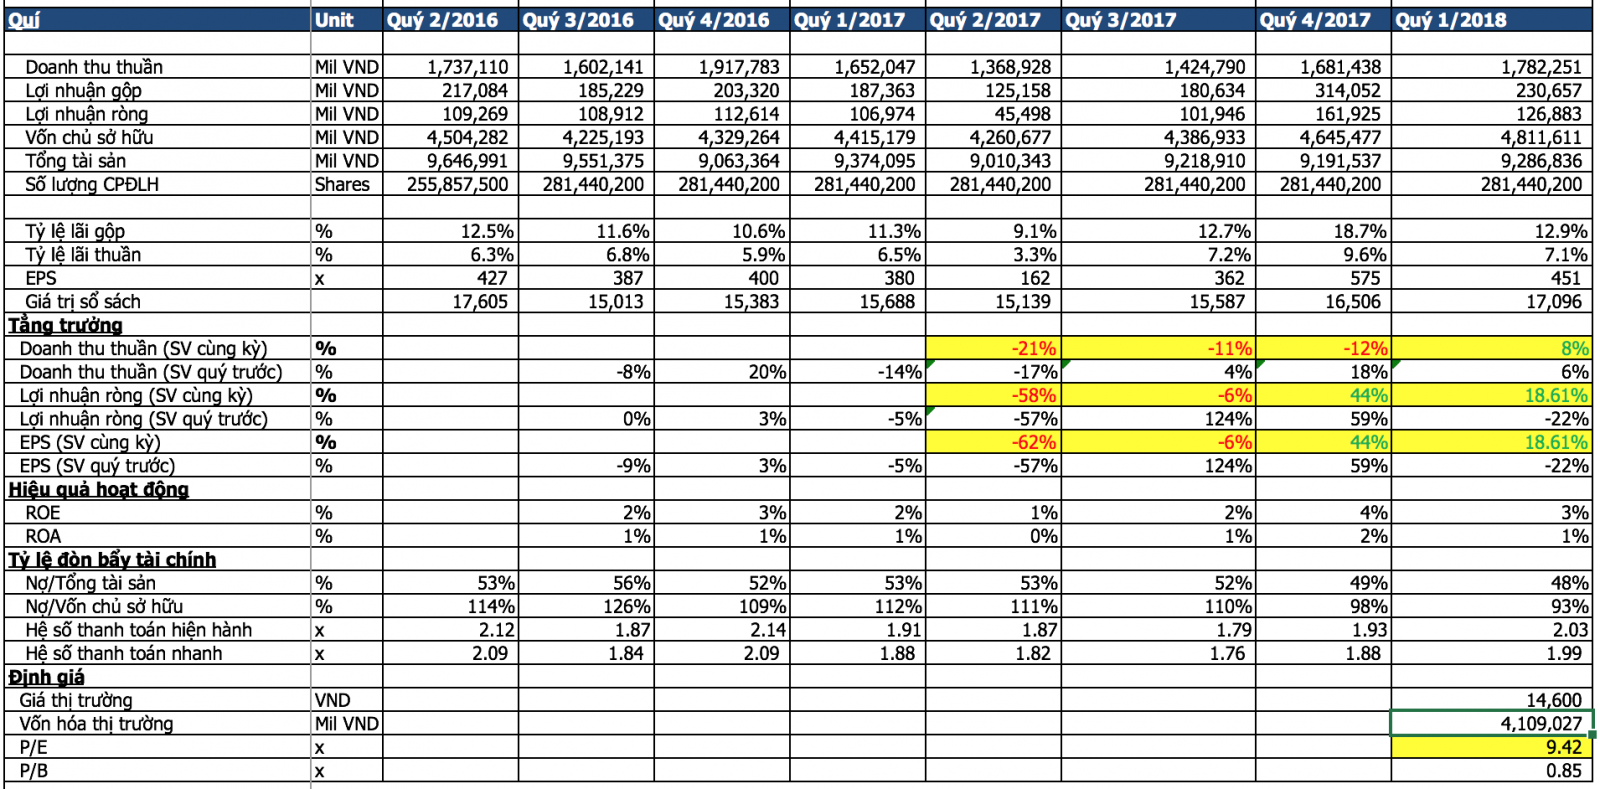 Quí Unit Quý 2/2016 Quý 3/2016 Quý 4/2016 Quý 1/2017 Quý 2/2017 Quý 3/2017 Quý 4/2017 Quý 1/2018
Doanh thu thuần Mil VND 1,737,110 1,602,141 1,917,783 1,652,047 1,368,928 1,424,790 1,681,438 1,782,251
Lợi nhuận gộp Mil VND 217,084 185,229 203,320 187,363 125,158 180,634 314,052 230,657
Lợi nhuận ròng Mil VND 109,269 108,912 112,614 106,974 45,498 101,946 161,925 126,883
Vốn chủ sở hữu Mil VND 4,504,282 4,225,193 4,329,264 4,415,179 4,260,677 4,386,933 4,645,477 4,811,611
Tổng tài sản Mil VND 9,646,991 9,551,375 9,063,364 9,374,095 9,010,343 9,218,910 9,191,537 9,286,836
Số lượng CPĐLH Shares 255,857,500 281,440,200 281,440,200 281,440,200 281,440,200 281,440,200 281,440,200 281,440,200
Tỷ lệ lãi gộp % 12.5% 11.6% 10.6% 11.3% 9.1% 12.7% 18.7% 12.9%
Tỷ lệ lãi thuần % 6.3% 6.8% 5.9% 6.5% 3.3% 7.2% 9.6% 7.1%
EPS x 427 387 400 380 162 362 575 451
Giá trị sổ sách 17,605 15,013 15,383 15,688 15,139 15,587 16,506 17,096
Tằng trưởng
Doanh thu thuần (SV cùng kỳ) % -21% -11% -12% 8%
Doanh thu thuần (SV quý trước) % -8% 20% -14% -17% 4% 18% 6%
Lợi nhuận ròng (SV cùng kỳ) % -58% -6% 44% 18.61%
Lợi nhuận ròng (SV quý trước) % 0% 3% -5% -57% 124% 59% -22%
EPS (SV cùng kỳ) % -62% -6% 44% 18.61%
EPS (SV quý trước) % -9% 3% -5% -57% 124% 59% -22%
Hiệu quả hoạt động
ROE % 2% 3% 2% 1% 2% 4% 3%
ROA % 1% 1% 1% 0% 1% 2% 1%
Tỷ lệ đòn bẩy tài chính
Nợ/Tổng tài sản % 53% 56% 52% 53% 53% 52% 49% 48%
Nợ/Vốn chủ sở hữu % 114% 126% 109% 112% 111% 110% 98% 93%
Hệ số thanh toán hiện hành x 2.12 1.87 2.14 1.91 1.87 1.79 1.93 2.03
Hệ số thanh toán nhanh x 2.09 1.84 2.09 1.88 1.82 1.76 1.88 1.99
Định giá
Giá thị trường VND 14,600
Vốn hóa thị trường Mil VND 4,109,027
P/E x 9.42
P/B x 0.85